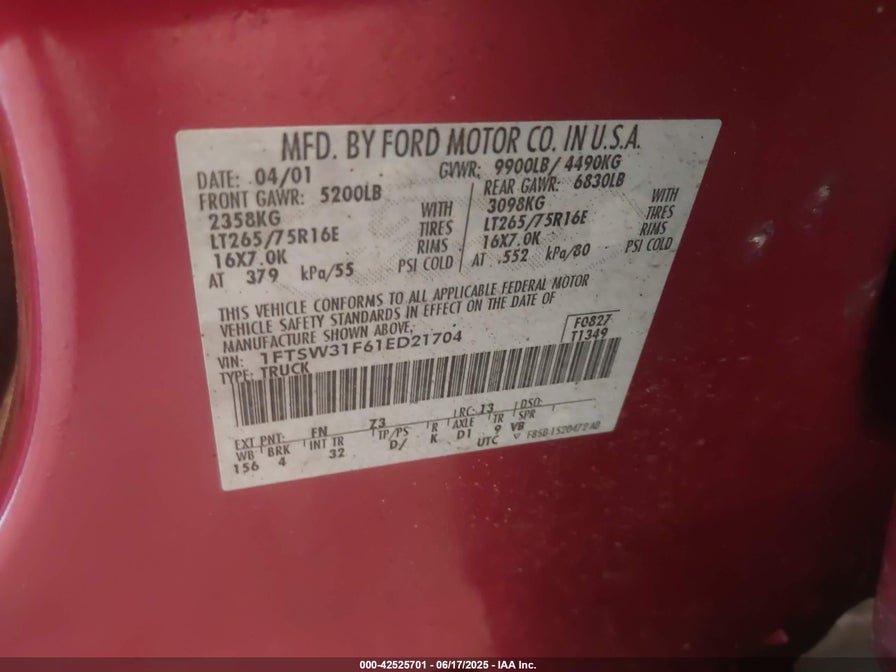 MFD. BY FORD MOTOR CO. IN U.S.A.
DATE: 04/01 GVWR: 9900LB/ 4490KG
FRONT GAWR: 5200LB REAR GAWR: 6830LB
2358KG WITH 3098KG WITH
LT265/75R16E TIRES LT265/75R16E TIRES
16X7.0K RIMS 16X7.0K RIMS
AT 379 kPa/55 PSI COLD AT 552 kPa/80 PSI COLD
THIS VEHICLE CONFORMS TO ALL APPLICABLE FEDERAL MOTOR
VEHICLE SAFETY STANDARDS IN EFFECT ON THE DATE OF
MANUFACTURE SHOWN ABOVE.
F0827
VIN: 1FTSW31F61ED21704 T1349
TYPE: TRUCK
EXT PNT: FN Z3 LRC: 13 DSO:
WB BRK INT TR TP/PS R AXLE TR SPR
156 4 32 D/ K D1 9 VB
UTC ▽ F85B-1520472-AB
000-42525701 - 06/17/2025 - IAA Inc.